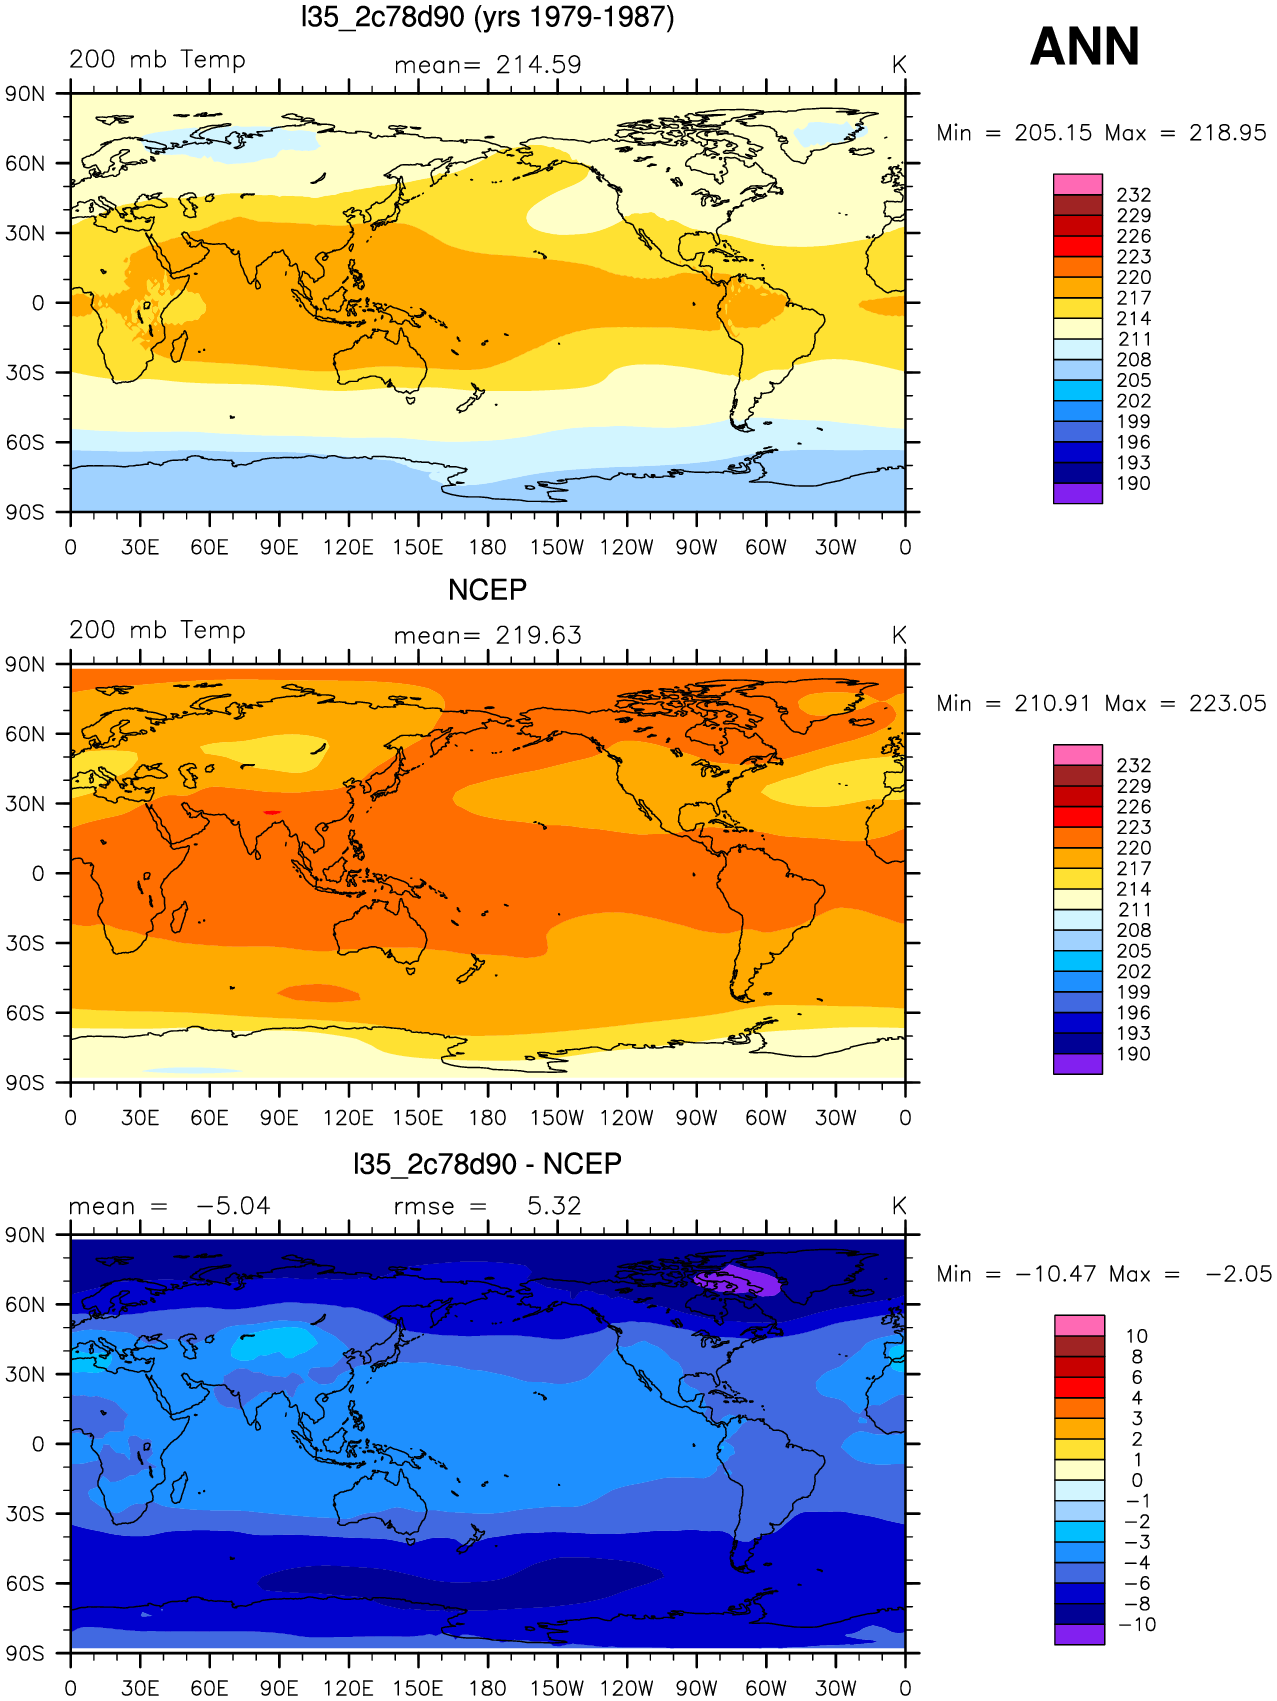 l35_2c78d90 (yrs 1979-1987)
ANN
200 mb Temp mean= 214.59 K
Min = 205.15 Max = 218.95
90N
60N
30N
0
30S
60S
90S
0 30E 60E 90E 120E 150E 180 150W 120W 90W 60W 30W 0
232
229
226
223
220
217
214
211
208
205
202
199
196
193
190
NCEP
200 mb Temp mean= 219.63 K
Min = 210.91 Max = 223.05
90N
60N
30N
0
30S
60S
90S
0 30E 60E 90E 120E 150E 180 150W 120W 90W 60W 30W 0
232
229
226
223
220
217
214
211
208
205
202
199
196
193
190
l35_2c78d90 - NCEP
mean = −5.04 rmse = 5.32 K
Min = −10.47 Max = −2.05
90N
60N
30N
0
30S
60S
90S
0 30E 60E 90E 120E 150E 180 150W 120W 90W 60W 30W 0
10
8
6
4
3
2
1
0
−1
−2
−3
−4
−6
−8
−10